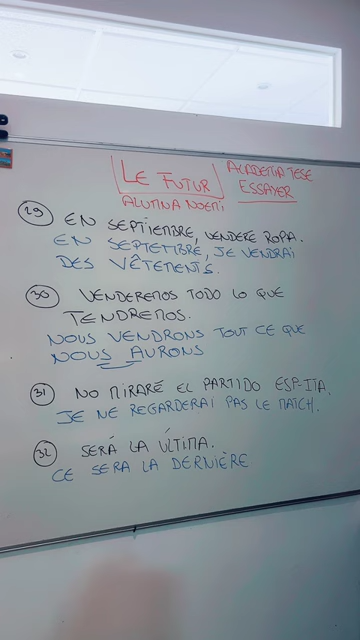 LE FUTUR
ACADEMIA TESE
ESSAYER
ALUMNA NOEMI
29 EN SEPTIEMBRE, VENDERÉ ROPA.
EN SEPTEMBRE, JE VENDRAI
DES VÊTEMENTS.
30 VENDEREMOS TODO LO QUE
TENDREMOS.
NOUS VENDRONS TOUT CE QUE
NOUS AURONS
31 NO MIRARÉ EL PARTIDO ESP-ITA.
JE NE REGARDERAI PAS LE MATCH.
32 SERÁ LA ÚLTIMA.
CE SERA LA DERNIÈRE